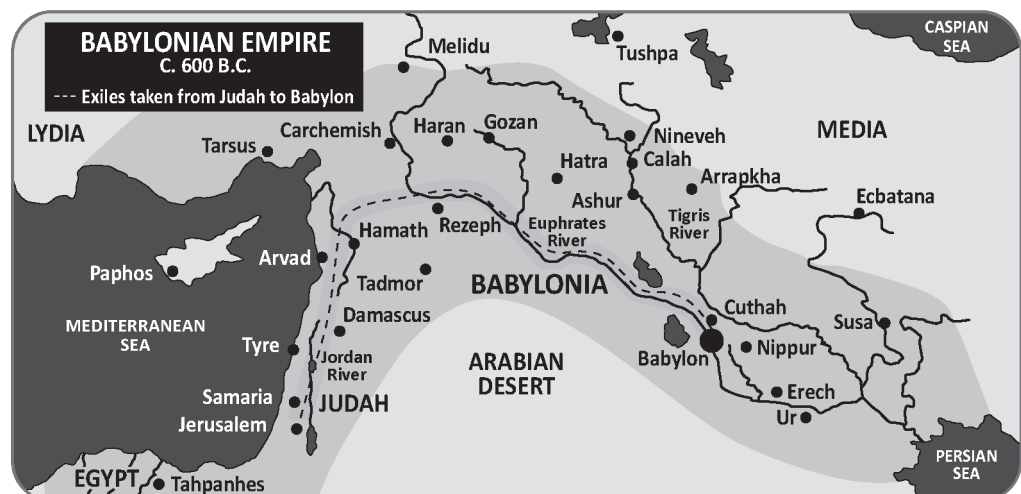 BABYLONIAN EMPIRE
C. 600 B.C.
--- Exiles taken from Judah to Babylon
Melidu
Tushpa
CASPIAN
SEA
LYDIA
MEDIA
Tarsus
Carchemish
Haran
Gozan
Nineveh
Hatra
Calah
Arrapkha
Ashur
Ecbatana
Tigris
River
Euphrates
River
Rezeph
Hamath
Arvad
Paphos
Tadmor
BABYLONIA
MEDITERRANEAN
SEA
Damascus
Cuthah
Susa
Tyre
Jordan
River
ARABIAN
DESERT
Babylon
Nippur
Samaria
JUDAH
Erech
Jerusalem
Ur
PERSIAN
SEA
EGYPT
Tahpanhes